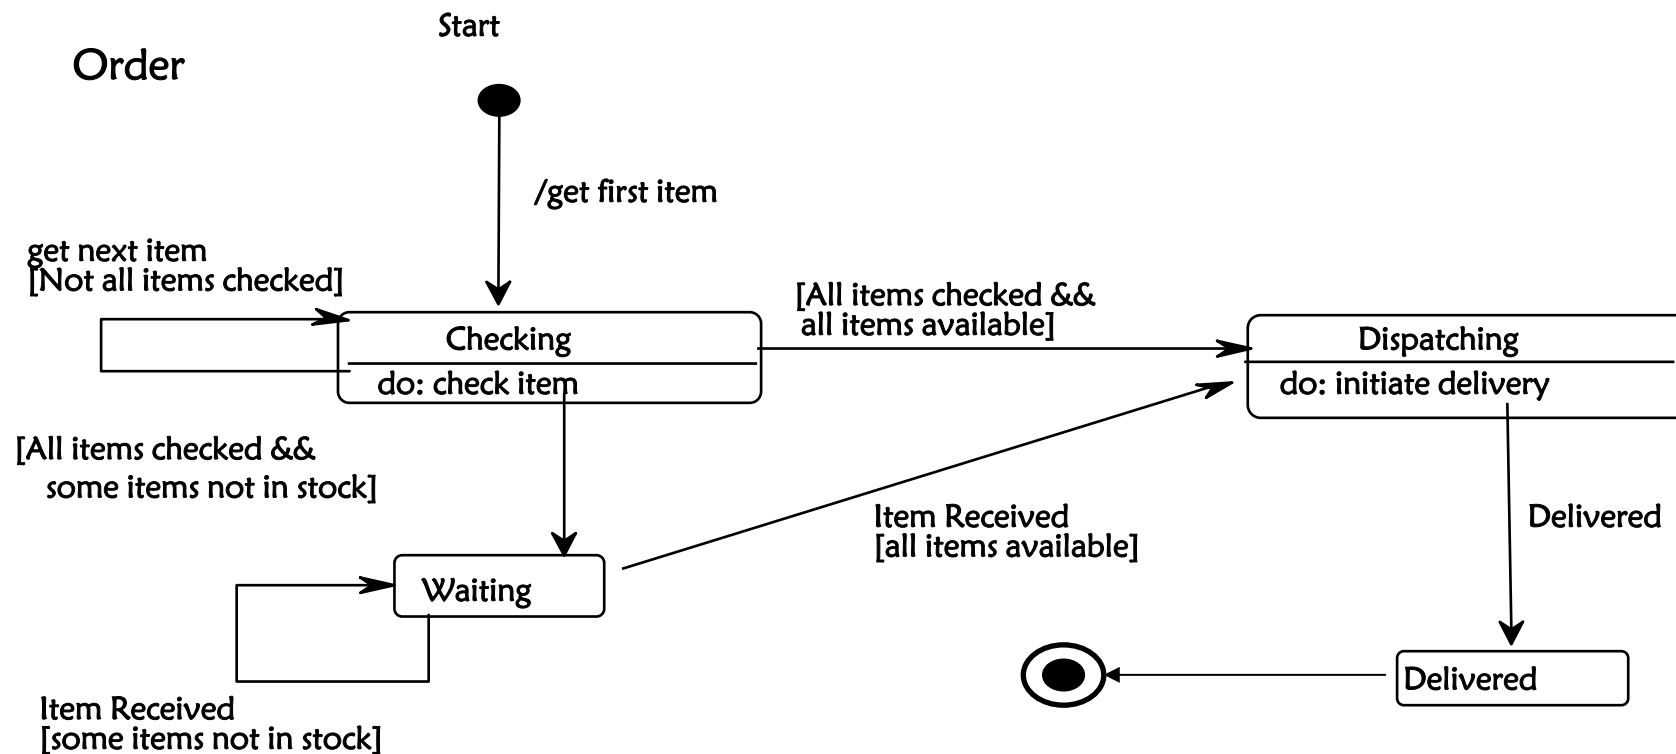 Start
Order
/get first item
get next item
[Not all items checked]
[All items checked &&
all items available]
Checking
do: check item
Dispatching
do: initiate delivery
[All items checked &&
some items not in stock]
Item Received
[all items available]
Delivered
Waiting
Delivered
Item Received
[some items not in stock]